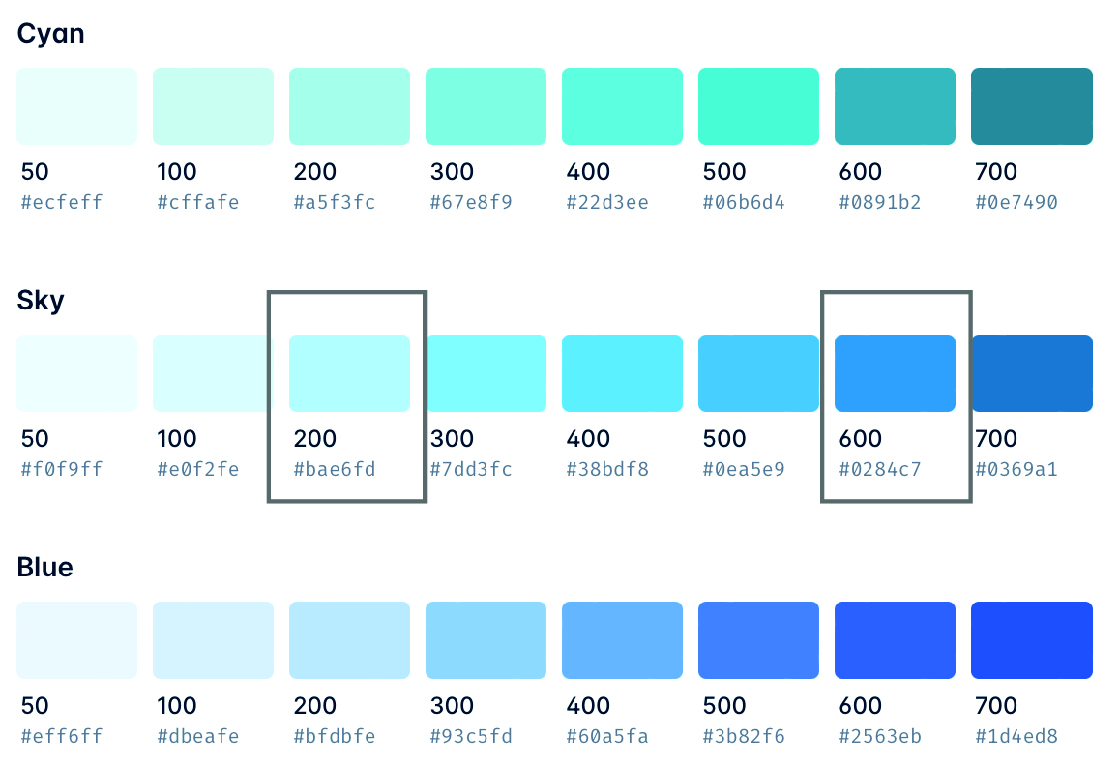 Cyan
50 100 200 300 400 500 600 700
#ecfeff #cffafe #a5f3fc #67e8f9 #22d3ee #06b6d4 #0891b2 #0e7490
Sky
50 100 200 300 400 500 600 700
#f0f9ff #e0f2fe #bae6fd #7dd3fc #38bdf8 #0ea5e9 #0284c7 #0369a1
Blue
50 100 200 300 400 500 600 700
#eff6ff #dbeafe #bfdbfe #93c5fd #60a5fa #3b82f6 #2563eb #1d4ed8